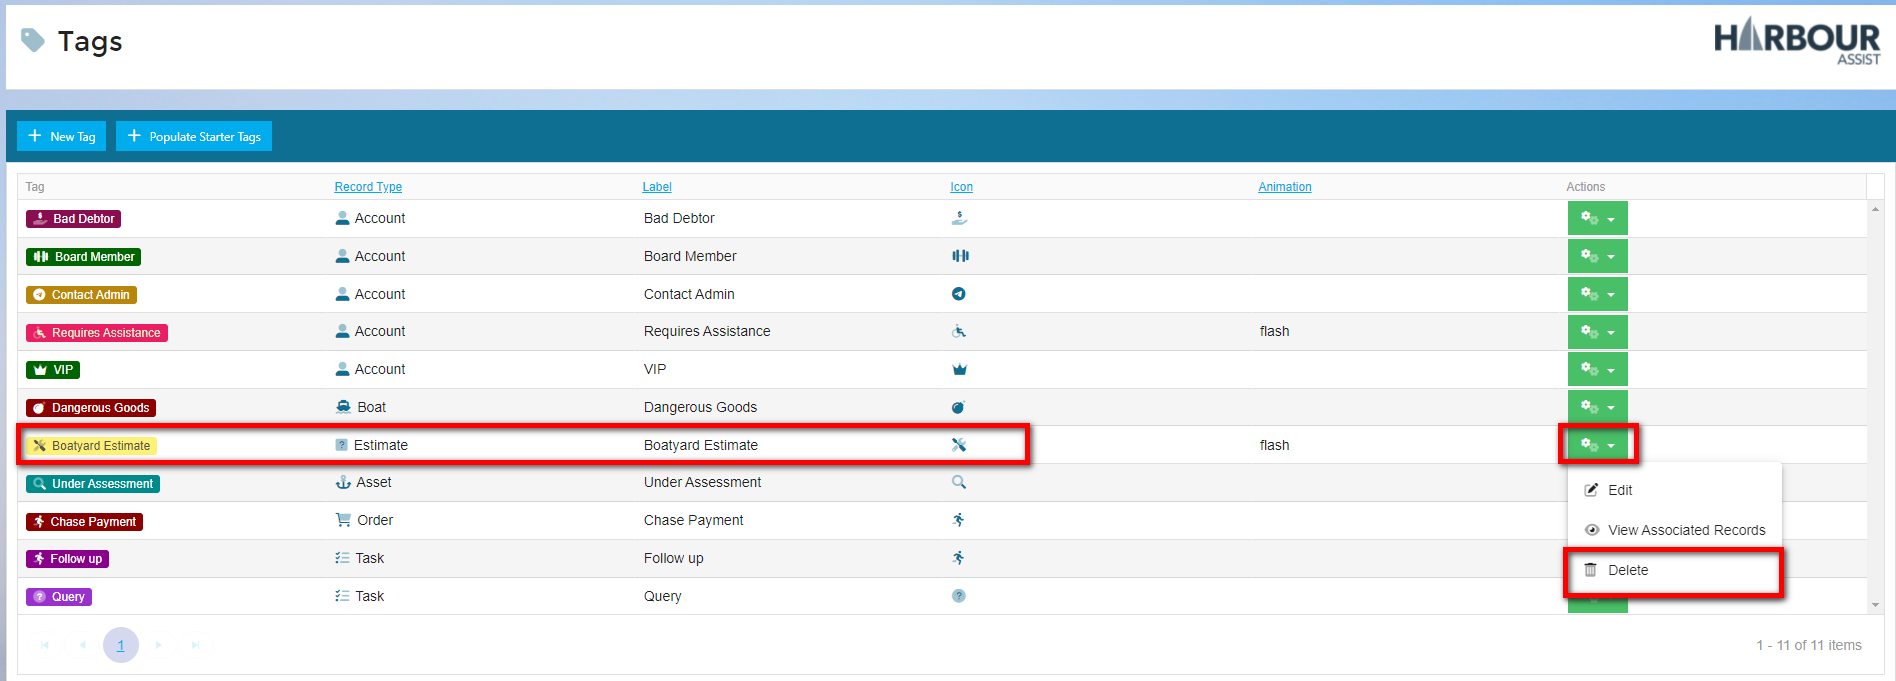 Tags
HARBOUR
ASSIST
New Tag Populate Starter Tags
Tag Record Type Label Icon Animation Actions
Bad Debtor Account Bad Debtor
Board Member Account Board Member
Contact Admin Account Contact Admin
Requires Assistance Account Requires Assistance flash
VIP Account VIP
Dangerous Goods Boat Dangerous Goods
Boatyard Estimate Estimate Boatyard Estimate flash
Under Assessment Asset Under Assessment
Edit
Chase Payment Order Chase Payment
View Associated Records
Follow up Task Follow up
Delete
Query Task Query
1 1 - 11 of 11 items